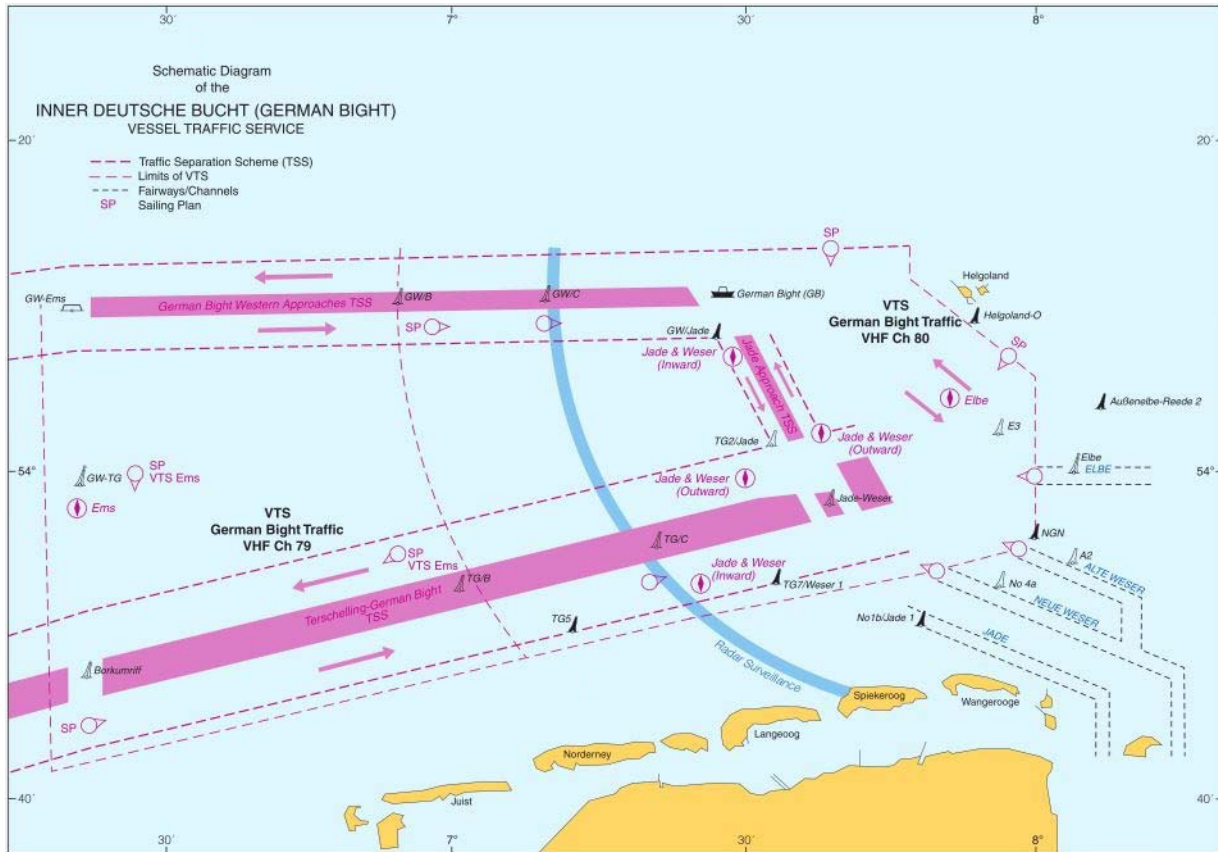 30´
7°
30´
8°
Schematic Diagram
of the
INNER DEUTSCHE BUCHT (GERMAN BIGHT)
VESSEL TRAFFIC SERVICE
20´
20´
Traffic Separation Scheme (TSS)
Limits of VTS
Fairways/Channels
SP Sailing Plan
SP
Helgoland
GW-Ems
German Bight Western Approaches TSS
GW/B
GW/C
German Bight (GB)
VTS
German Bight Traffic
VHF Ch 80
Helgoland-O
SP
GW/Jade
SP
Jade & Weser
(Inward)
Jade Approach TSS
Elbe
Außenelbe-Reede 2
E3
TG2/Jade
Jade & Weser
(Outward)
Elbe
ELBE
54°
54°
GW-TG
SP
VTS Ems
Ems
Jade & Weser
(Outward)
Jade-Weser
VTS
German Bight Traffic
VHF Ch 79
TG/C
NGN
SP
VTS Ems
TG/B
Jade & Weser
(Inward)
TG7/Weser 1
A2
ALTE WESER
No 4a
NEUE WESER
Terschelling-German Bight
TSS
TG5
No1b/Jade 1
JADE
Borkumriff
Radar Surveillance
SP
Spiekeroog
Wangerooge
Langeoog
Norderney
Juist
40´
40´
30´
7°
30´
8°